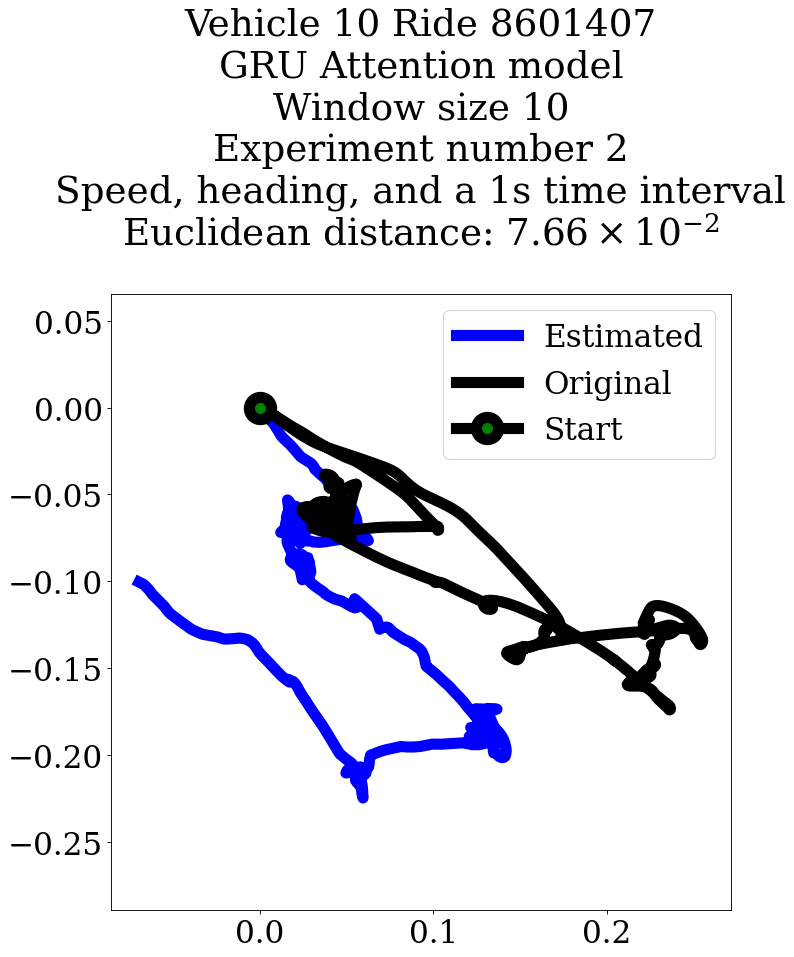 Vehicle 10 Ride 8601407
GRU Attention model
Window size 10
Experiment number 2
Speed, heading, and a 1s time interval
Euclidean distance: 7.66 × 10⁻²
Estimated
Original
Start
0.05
0.00
−0.05
−0.10
−0.15
−0.20
−0.25
0.0 0.1 0.2